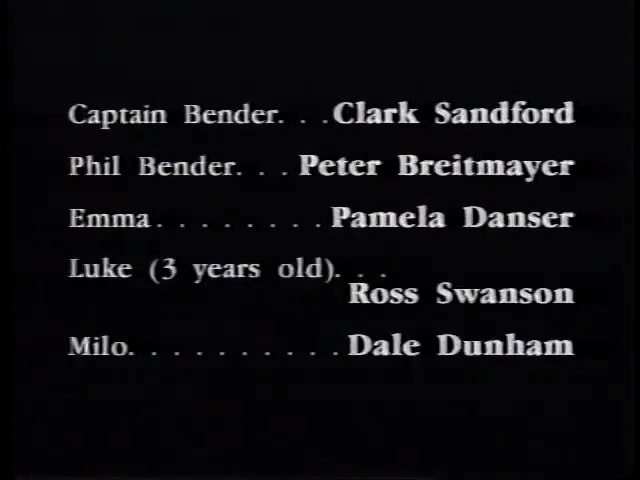 Captain Bender. . .Clark Sandford
Phil Bender. . . Peter Breitmayer
Emma. . . . . . . . Pamela Danser
Luke (3 years old). . .
Ross Swanson
Milo. . . . . . . . . . Dale Dunham